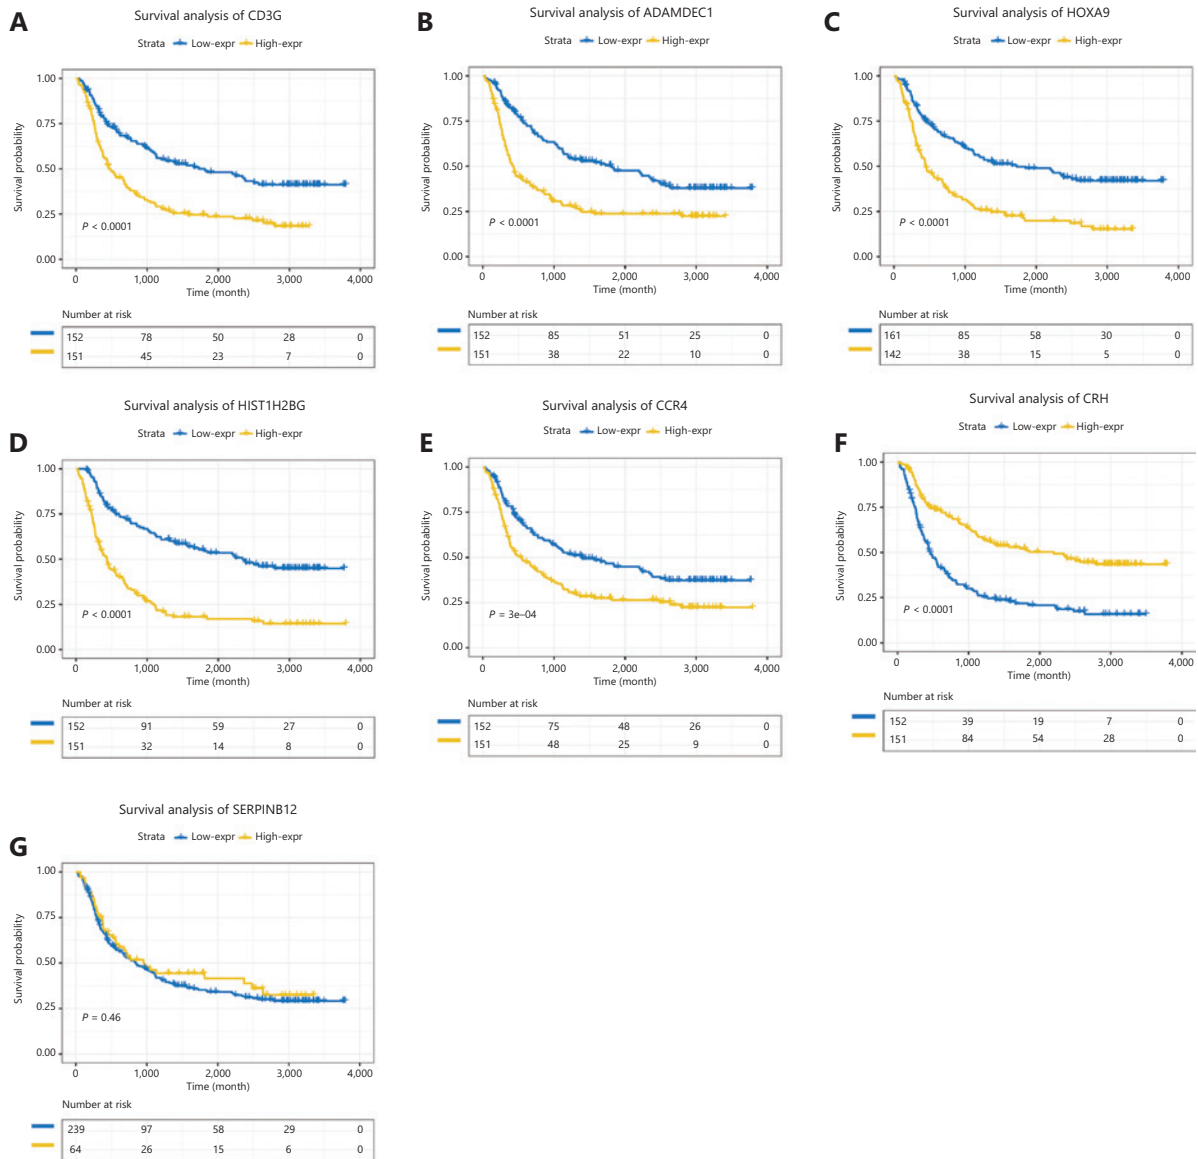 A
Survival analysis of CD3G
Strata Low-expr High-expr
Survival probability
1.00
0.75
0.50
0.25
0.00
P < 0.0001
0 1,000 2,000 3,000 4,000
Time (month)
Number at risk
152 78 50 28 0
151 45 23 7 0
B
Survival analysis of ADAMDEC1
Strata Low-expr High-expr
Survival probability
1.00
0.75
0.50
0.25
0.00
P < 0.0001
0 1,000 2,000 3,000 4,000
Time (month)
Number at risk
152 85 51 25 0
151 38 22 10 0
C
Survival analysis of HOXA9
Strata Low-expr High-expr
Survival probability
1.00
0.75
0.50
0.25
0.00
P < 0.0001
0 1,000 2,000 3,000 4,000
Time (month)
Number at risk
161 85 58 30 0
142 38 15 5 0
D
Survival analysis of HIST1H2BG
Strata Low-expr High-expr
Survival probability
1.00
0.75
0.50
0.25
0.00
P < 0.0001
0 1,000 2,000 3,000 4,000
Time (month)
Number at risk
152 91 59 27 0
151 32 14 8 0
E
Survival analysis of CCR4
Strata Low-expr High-expr
Survival probability
1.00
0.75
0.50
0.25
0.00
P = 3e–04
0 1,000 2,000 3,000 4,000
Time (month)
Number at risk
152 75 48 26 0
151 48 25 9 0
F
Survival analysis of CRH
Strata Low-expr High-expr
Survival probability
1.00
0.75
0.50
0.25
0.00
P < 0.0001
0 1,000 2,000 3,000 4,000
Time (month)
Number at risk
152 39 19 7 0
151 84 54 28 0
G
Survival analysis of SERPINB12
Strata Low-expr High-expr
Survival probability
1.00
0.75
0.50
0.25
0.00
P = 0.46
0 1,000 2,000 3,000 4,000
Time (month)
Number at risk
239 97 58 29 0
64 26 15 6 0